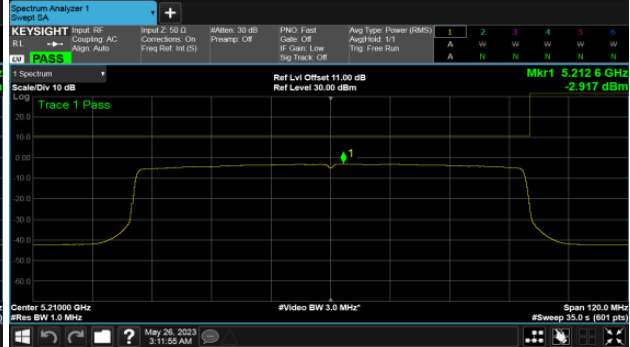 Spectrum Analyzer 1
Swept SA
+
KEYSIGHT Input: RF Input Z: 50 Ω #Atten: 30 dB PNO: Fast Avg Type: Power (RMS) 1 2 3 4 5 6
RL Coupling: AC Corrections: On Preamp: Off Gate: Off Avg|Hold: 1/1 A W W W W W
Align: Auto Freq Ref: Int (S) IF Gain: Low Trig: Free Run
LXI PASS Sig Track: Off A N N N N N
1 Spectrum Ref Lvl Offset 11.00 dB Mkr1 5.212 6 GHz
Scale/Div 10 dB Ref Level 30.00 dBm -2.917 dBm
Log Trace 1 Pass
20.0
10.0
0.00
1
-10.0
-20.0
-30.0
-40.0
-50.0
-60.0
Center 5.21000 GHz #Video BW 3.0 MHz* Span 120.0 MHz
#Res BW 1.0 MHz #Sweep 35.0 s (601 pts)
? May 26, 2023
3:11:55 AM